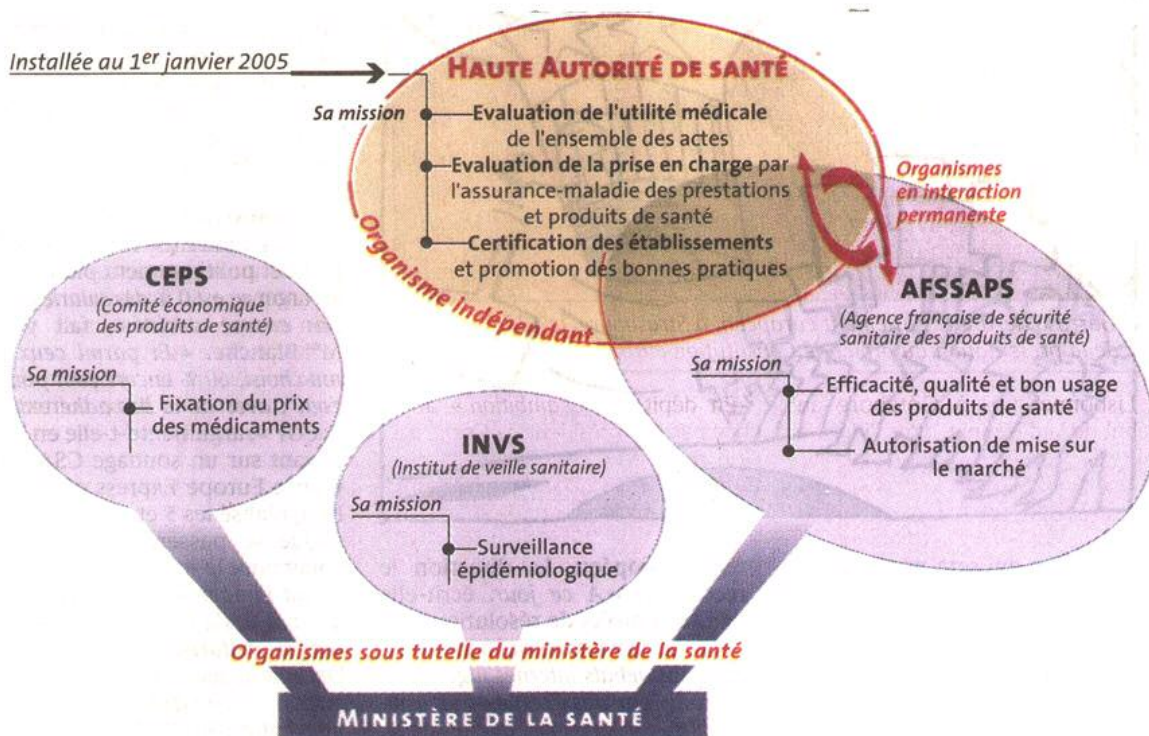 Installée au 1er janvier 2005
HAUTE AUTORITÉ DE SANTÉ
Sa mission
Evaluation de l'utilité médicale
de l'ensemble des actes
Evaluation de la prise en charge par
l'assurance-maladie des prestations
et produits de santé
Certification des établissements
et promotion des bonnes pratiques
Organisme indépendant
Organismes
en interaction
permanente
CEPS
(Comité économique
des produits de santé)
Sa mission
Fixation du prix
des médicaments
INVS
(Institut de veille sanitaire)
Sa mission
Surveillance
épidémiologique
AFSSAPS
(Agence française de sécurité
sanitaire des produits de santé)
Sa mission
Efficacité, qualité et bon usage
des produits de santé
Autorisation de mise sur
le marché
Organismes sous tutelle du ministère de la santé
MINISTÈRE DE LA SANTÉ